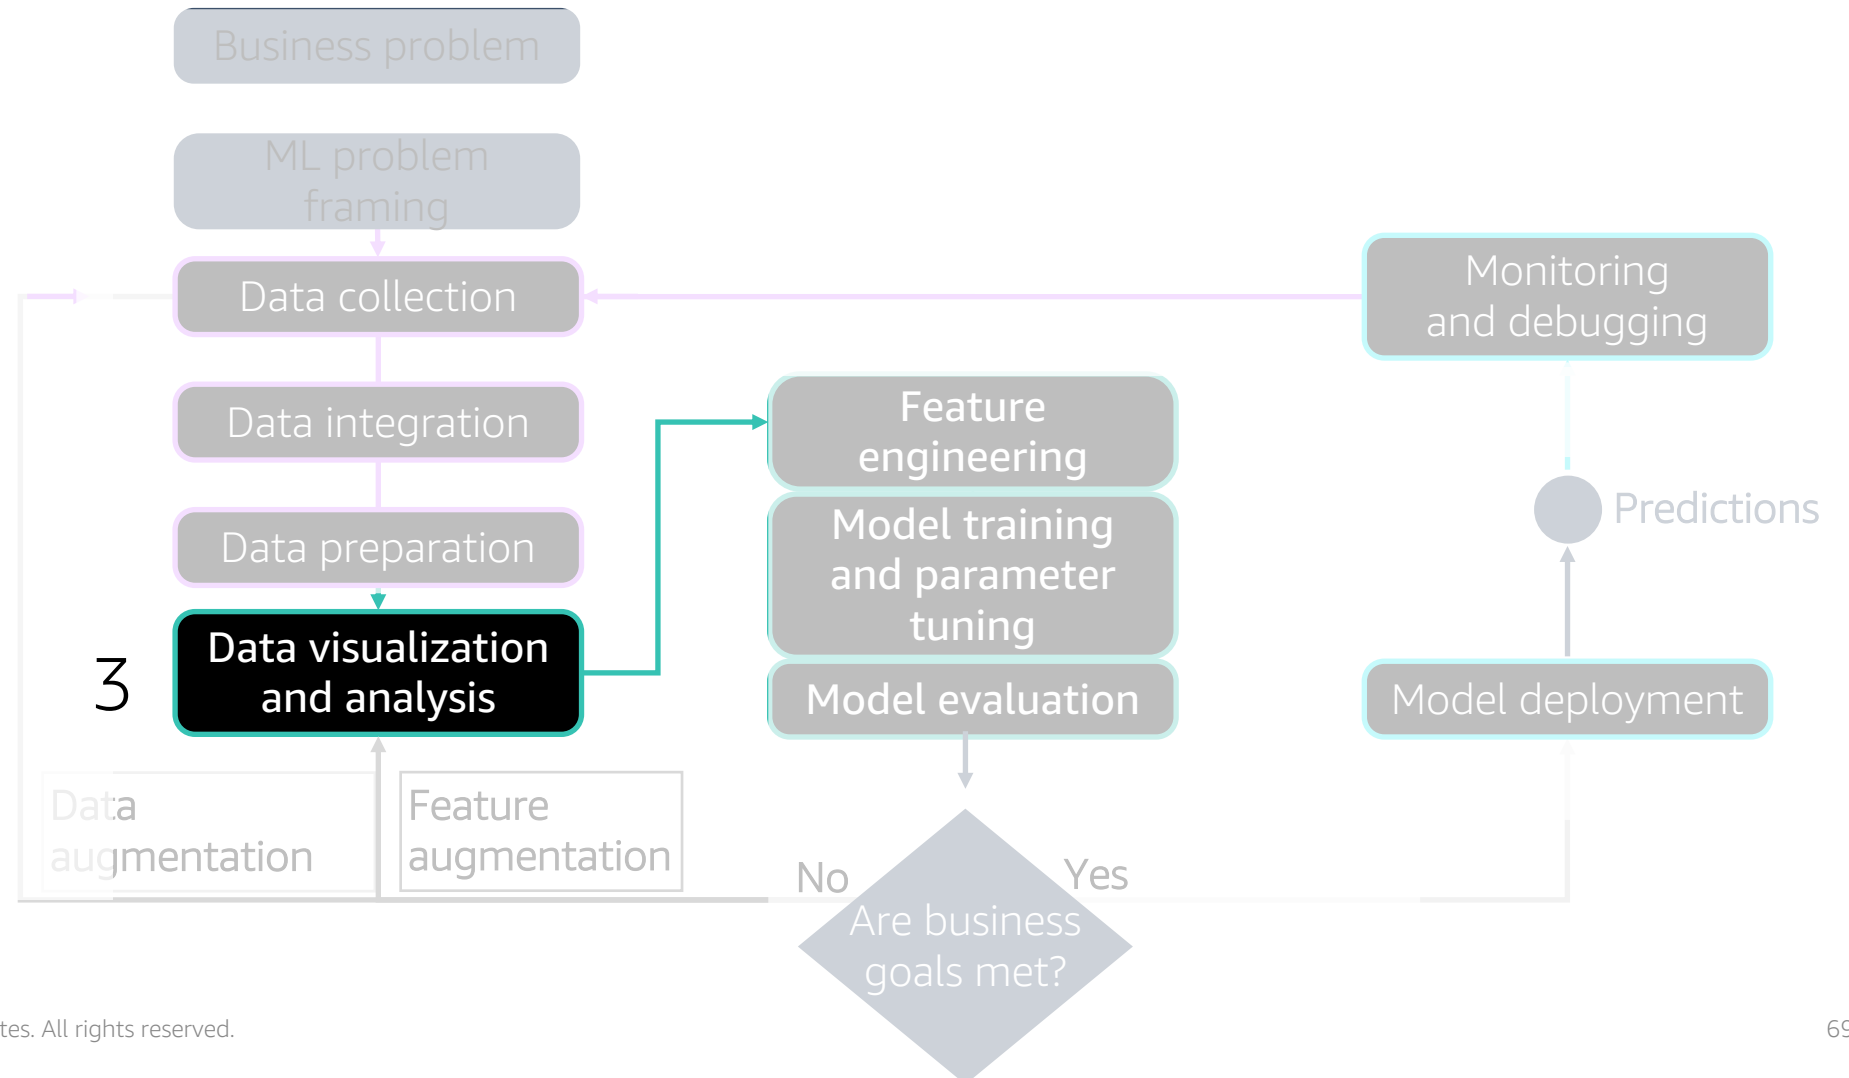 Business problem
ML problem
framing
Data collection
Data integration
Data preparation
3
Data visualization
and analysis
Data
augmentation
Feature
augmentation
Feature
engineering
Model training
and parameter
tuning
Model evaluation
No
Yes
Are business
goals met?
Monitoring
and debugging
Predictions
Model deployment
tes. All rights reserved.
69